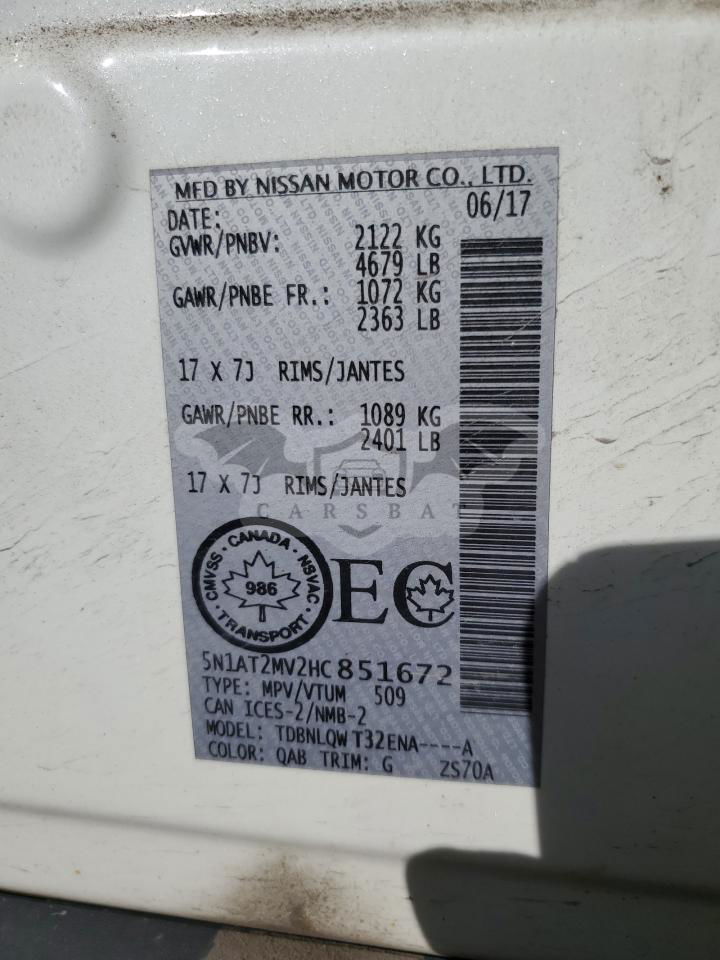 MFD BY NISSAN MOTOR CO., LTD.
DATE: 06/17
GVWR/PNBV: 2122 KG
4679 LB
GAWR/PNBE FR.: 1072 KG
2363 LB
17 X 7J RIMS/JANTES
GAWR/PNBE RR.: 1089 KG
2401 LB
17 X 7J RIMS/JANTES
CARSBAT
CMVSS · CANADA · NSVAC · TRANSPORT ·
986
EC
5N1AT2MV2HC851672
TYPE: MPV/VTUM 509
CAN ICES-2/NMB-2
MODEL: TDBNLQW T32ENA----A
COLOR: QAB TRIM: G ZS70A